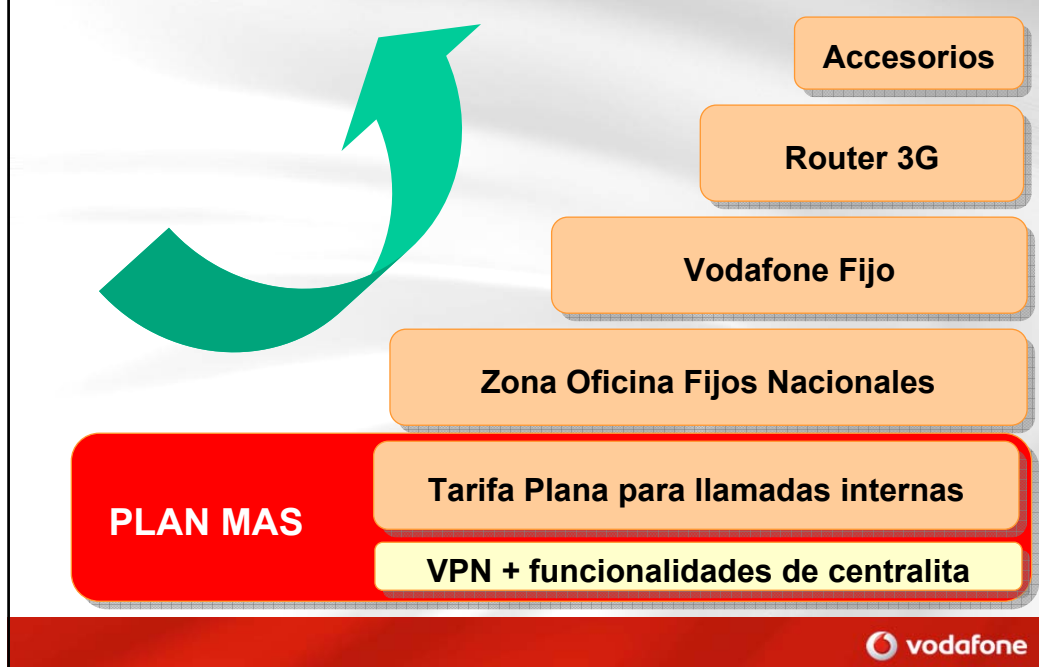 Accesorios
Router 3G
Vodafone Fijo
Zona Oficina Fijos Nacionales
PLAN MAS
Tarifa Plana para llamadas internas
VPN + funcionalidades de centralita
vodafone